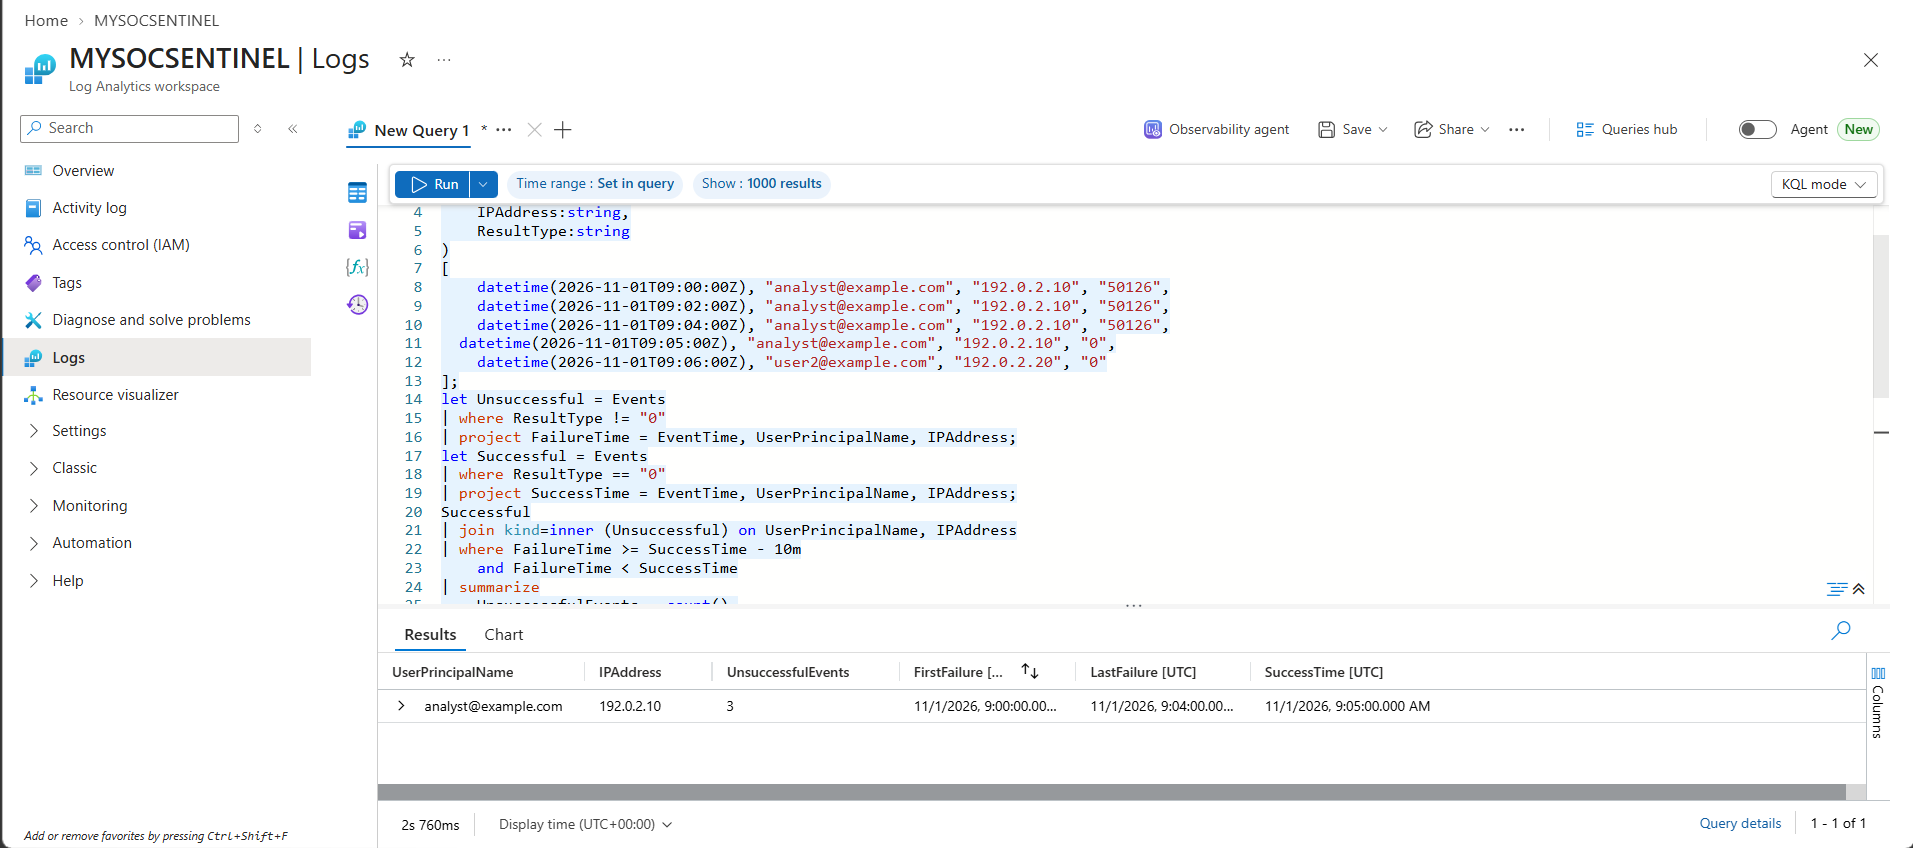 Home > MYSOCSENTINEL
MYSOCSENTINEL | Logs
Log Analytics workspace
Search
Overview
Activity log
Access control (IAM)
Tags
Diagnose and solve problems
Logs
Resource visualizer
Settings
Classic
Monitoring
Automation
Help
Add or remove favorites by pressing Ctrl+Shift+F
New Query 1 *
Observability agent
Save
Share
Queries hub
Agent New
Run
Time range : Set in query
Show : 1000 results
KQL mode
4 IPAddress:string,
5 ResultType:string
6 )
7 [
8 datetime(2026-11-01T09:00:00Z), "analyst@example.com", "192.0.2.10", "50126",
9 datetime(2026-11-01T09:02:00Z), "analyst@example.com", "192.0.2.10", "50126",
10 datetime(2026-11-01T09:04:00Z), "analyst@example.com", "192.0.2.10", "50126",
11 datetime(2026-11-01T09:05:00Z), "analyst@example.com", "192.0.2.10", "0",
12 datetime(2026-11-01T09:06:00Z), "user2@example.com", "192.0.2.20", "0"
13 ];
14 let Unsuccessful = Events
15 | where ResultType != "0"
16 | project FailureTime = EventTime, UserPrincipalName, IPAddress;
17 let Successful = Events
18 | where ResultType == "0"
19 | project SuccessTime = EventTime, UserPrincipalName, IPAddress;
20 Successful
21 | join kind=inner (Unsuccessful) on UserPrincipalName, IPAddress
22 | where FailureTime >= SuccessTime - 10m
23 and FailureTime < SuccessTime
24 | summarize
25 UnsuccessfulEvents = count(),
Results
Chart
UserPrincipalName IPAddress UnsuccessfulEvents FirstFailure [... LastFailure [UTC] SuccessTime [UTC]
analyst@example.com 192.0.2.10 3 11/1/2026, 9:00:00.00... 11/1/2026, 9:04:00.00... 11/1/2026, 9:05:00.000 AM
Columns
2s 760ms
Display time (UTC+00:00)
Query details
1 - 1 of 1